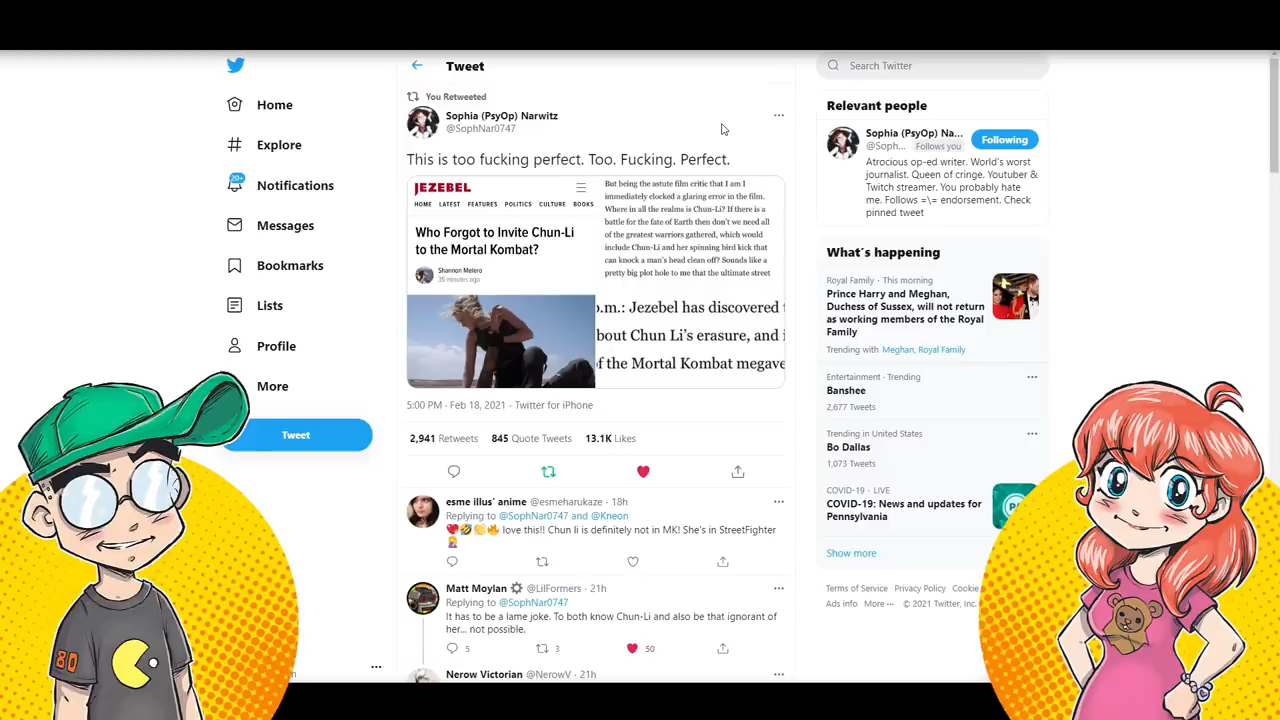 Tweet
Search Twitter
Home
Explore
20+
Notifications
Messages
Bookmarks
Lists
Profile
More
Tweet
You Retweeted
Sophia (PsyOp) Narwitz
@SophNar0747
This is too fucking perfect. Too. Fucking. Perfect.
JEZEBEL
HOME LATEST FEATURES POLITICS CULTURE BOOKS
Who Forgot to Invite Chun-Li
to the Mortal Kombat?
Shannon Melero
35 minutes ago
But being the astute film critic that I am I
immediately clocked a glaring error in the film.
Where in all the realms is Chun-Li? If there is a
battle for the fate of Earth then don't we need all
of the greatest warriors gathered, which would
include Chun-Li and her spinning bird kick that
can knock a man's head clean off? Sounds like a
pretty big plot hole to me that the ultimate street
.m.: Jezebel has discovered
bout Chun Li's erasure, and i
f the Mortal Kombat megave
5:00 PM · Feb 18, 2021 · Twitter for iPhone
2,941 Retweets 845 Quote Tweets 13.1K Likes
esme illus' anime @esmeharukaze · 18h
Replying to @SophNar0747 and @Kneon
love this!! Chun li is definitely not in MK! She's in StreetFighter
Matt Moylan @LilFormers · 21h
Replying to @SophNar0747
It has to be a lame joke. To both know Chun-Li and also be that ignorant of
her... not possible.
5 3 50
Nerow Victorian @NerowV · 21h
Relevant people
Sophia (PsyOp) Na...
@Soph... Follows you
Following
Atrocious op-ed writer. World's worst
journalist. Queen of cringe. Youtuber &
Twitch streamer. You probably hate
me. Follows =\= endorsement. Check
pinned tweet
What's happening
Royal Family · This morning
Prince Harry and Meghan,
Duchess of Sussex, will not return
as working members of the Royal
Family
Trending with Meghan, Royal Family
Entertainment · Trending
Banshee
2,677 Tweets
Trending in United States
Bo Dallas
1,073 Tweets
COVID-19 · LIVE
COVID-19: News and updates for
Pennsylvania
Show more
Terms of Service Privacy Policy Cookie
Ads info More ··· © 2021 Twitter, Inc.
80